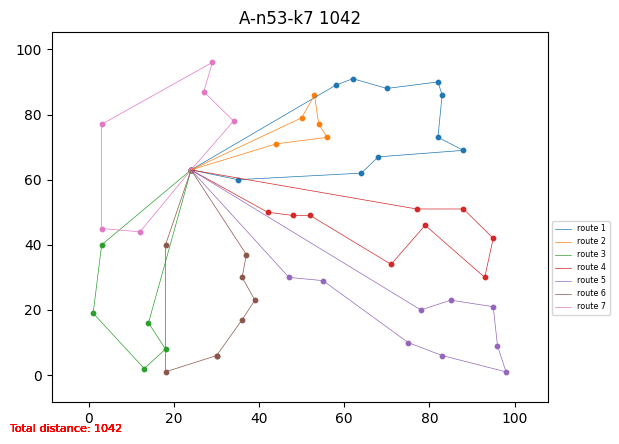 A-n53-k7 1042
100
80
60
40
20
0
0 20 40 60 80 100
route 1
route 2
route 3
route 4
route 5
route 6
route 7
Total distance: 1042